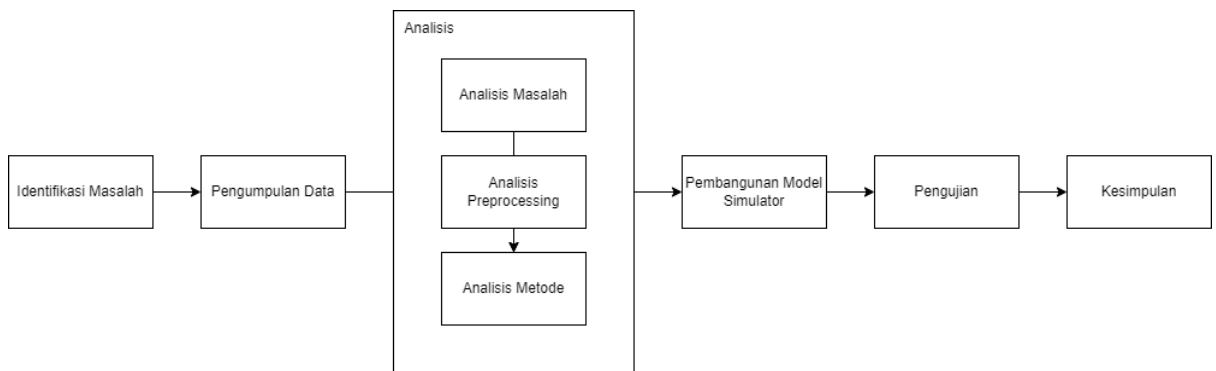 Identifikasi Masalah
Pengumpulan Data
Analisis
Analisis Masalah
Analisis
Preprocessing
Analisis Metode
Pembangunan Model
Simulator
Pengujian
Kesimpulan